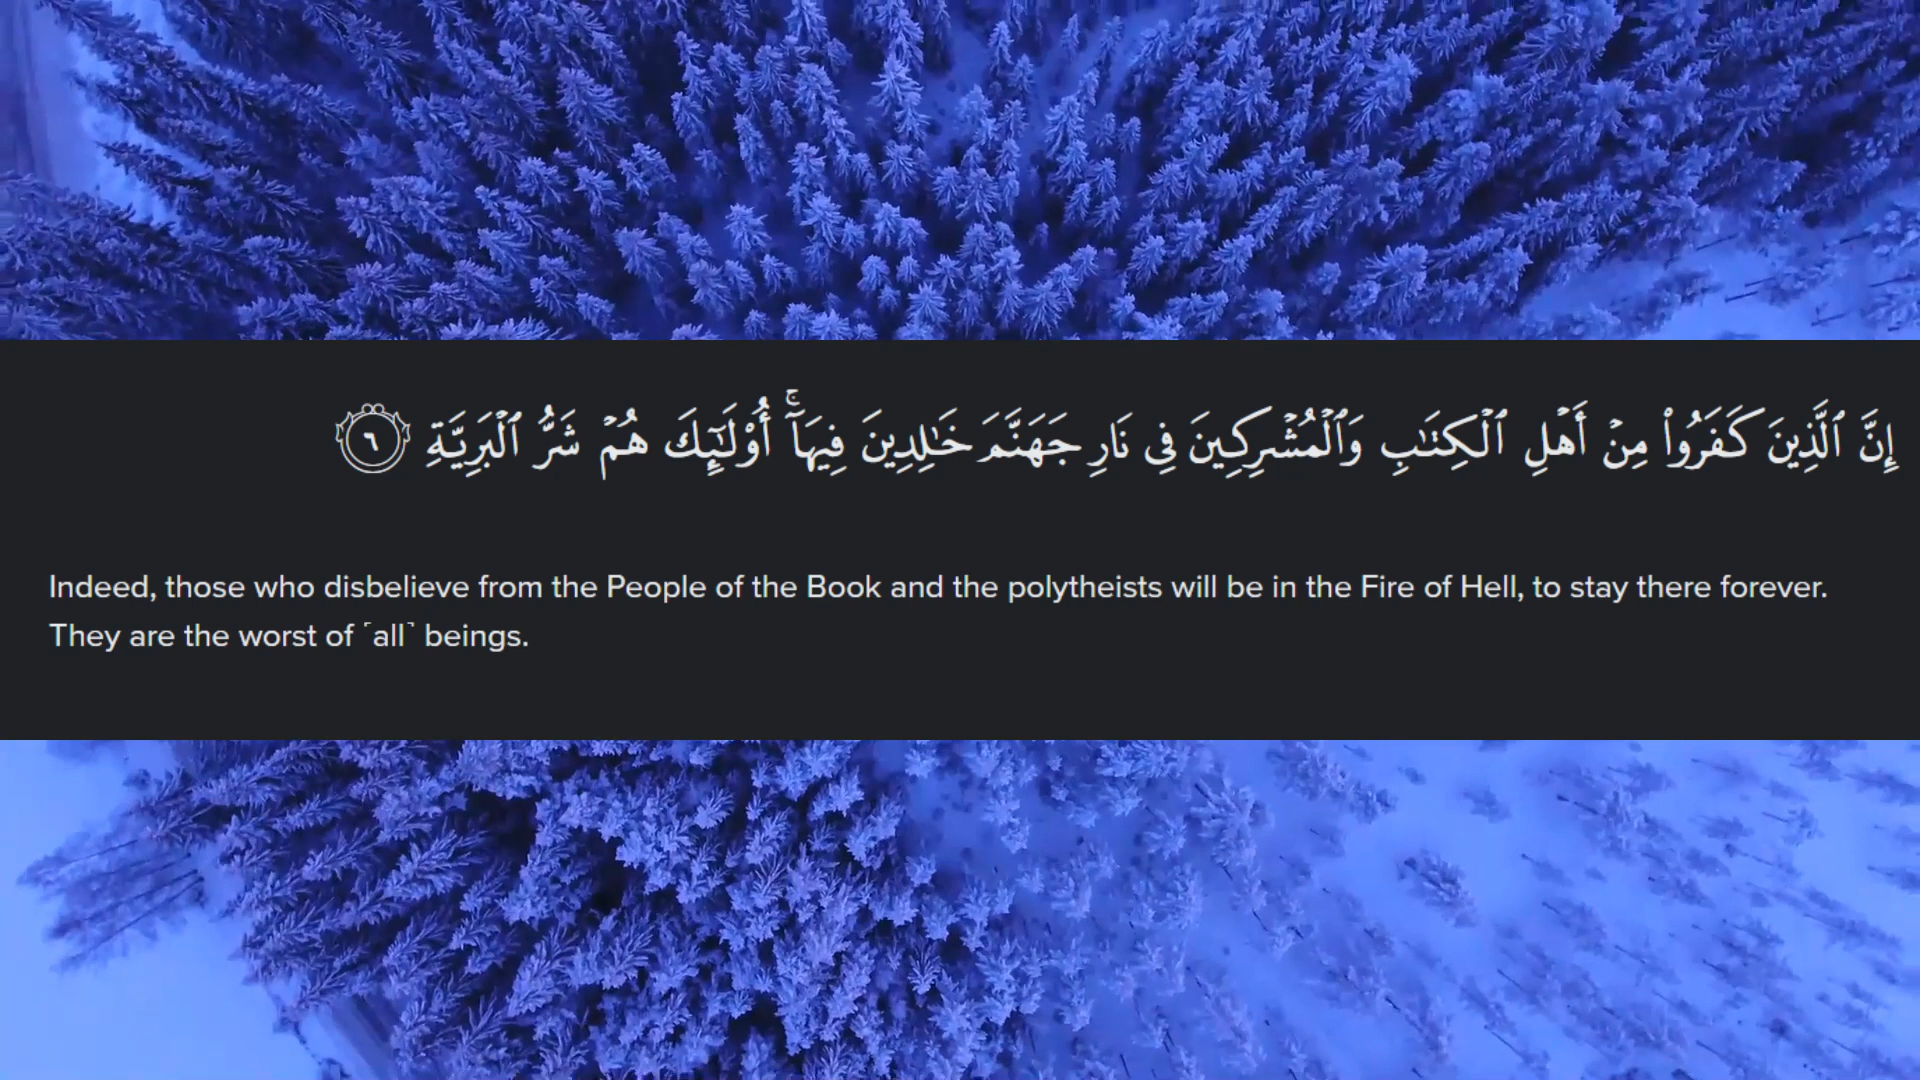 إِنَّ ٱلَّذِينَ كَفَرُوا۟ مِنْ أَهْلِ ٱلْكِتَـٰبِ وَٱلْمُشْرِكِينَ فِى نَارِ جَهَنَّمَ خَـٰلِدِينَ فِيهَآ ۚ أُو۟لَـٰٓئِكَ هُمْ شَرُّ ٱلْبَرِيَّةِ ٦
Indeed, those who disbelieve from the People of the Book and the polytheists will be in the Fire of Hell, to stay there forever.
They are the worst of ˹all˺ beings.